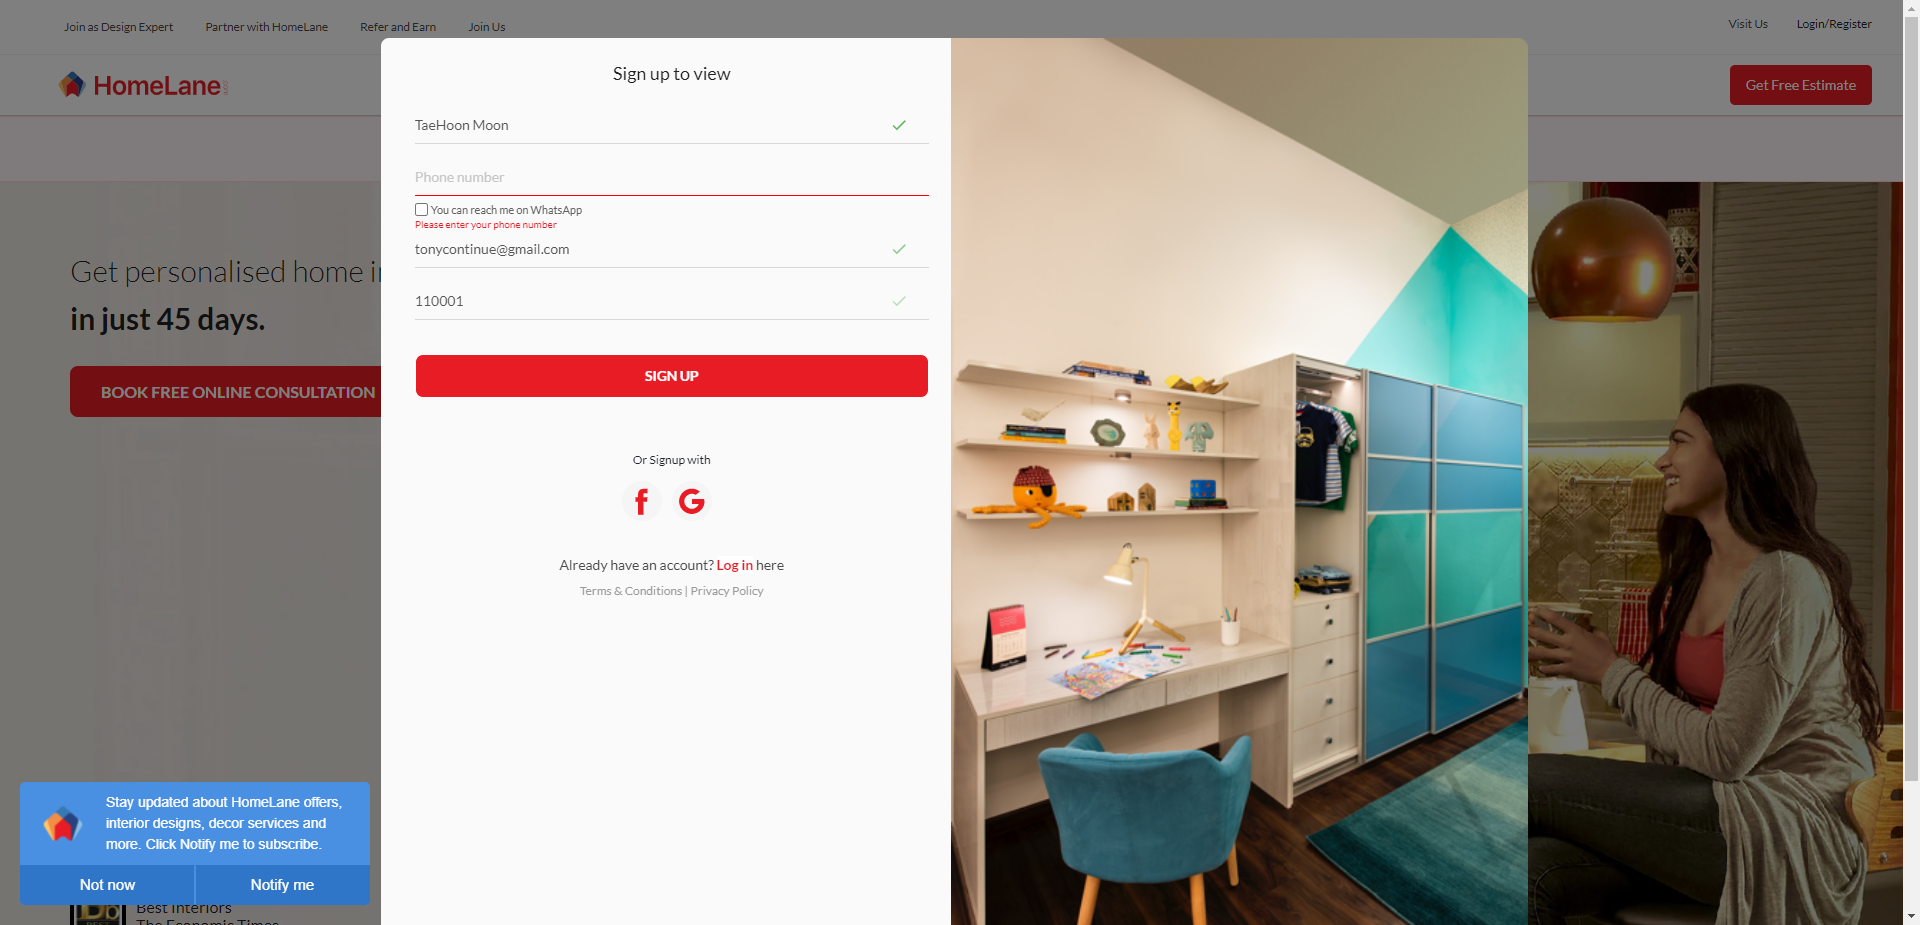 Join as Design Expert
Partner with HomeLane
Refer and Earn
Join Us
Visit Us
Login/Register
HomeLane
Get Free Estimate
Sign up to view
TaeHoon Moon
Phone number
You can reach me on WhatsApp
Please enter your phone number
tonycontinue@gmail.com
110001
SIGN UP
Or Signup with
f G
Already have an account? Log in here
Terms & Conditions | Privacy Policy
Get personalised home i
in just 45 days.
BOOK FREE ONLINE CONSULTATION
Stay updated about HomeLane offers,
interior designs, decor services and
more. Click Notify me to subscribe.
Not now
Notify me
Best Interiors
The Economic Times